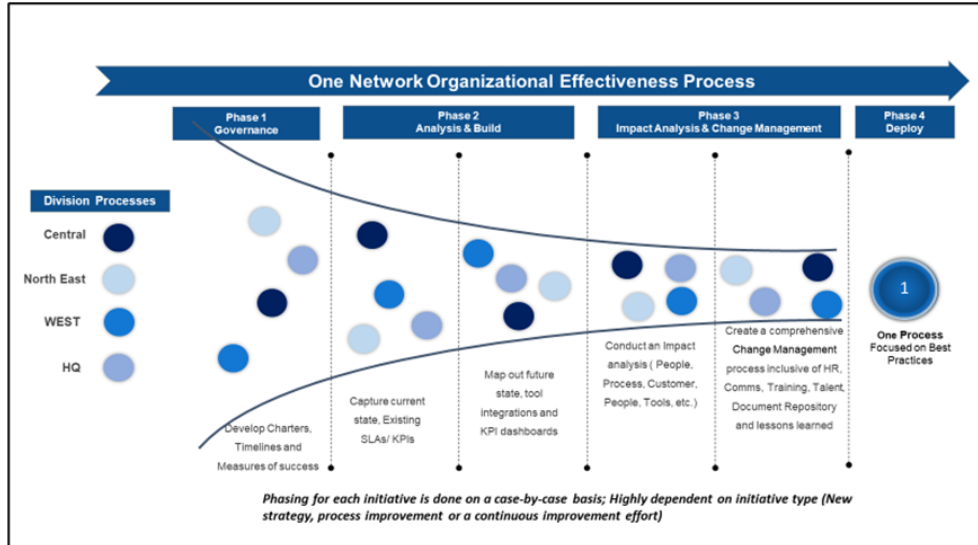 One Network Organizational Effectiveness Process
Phase 1
Governance
Phase 2
Analysis & Build
Phase 3
Impact Analysis & Change Management
Phase 4
Deploy
Division Processes
Central
North East
WEST
HQ
1
One Process
Focused on Best
Practices
Develop Charters,
Timelines and
Measures of success
Capture current
state, Existing
SLAs/ KPIs
Map out future
state, tool
integrations and
KPI dashboards
Conduct an Impact
analysis ( People,
Process, Customer,
People, Tools, etc.)
Create a comprehensive
Change Management
process inclusive of HR,
Comms, Training, Talent,
Document Repository
and lessons learned
Phasing for each initiative is done on a case-by-case basis; Highly dependent on initiative type (New
strategy, process improvement or a continuous improvement effort)